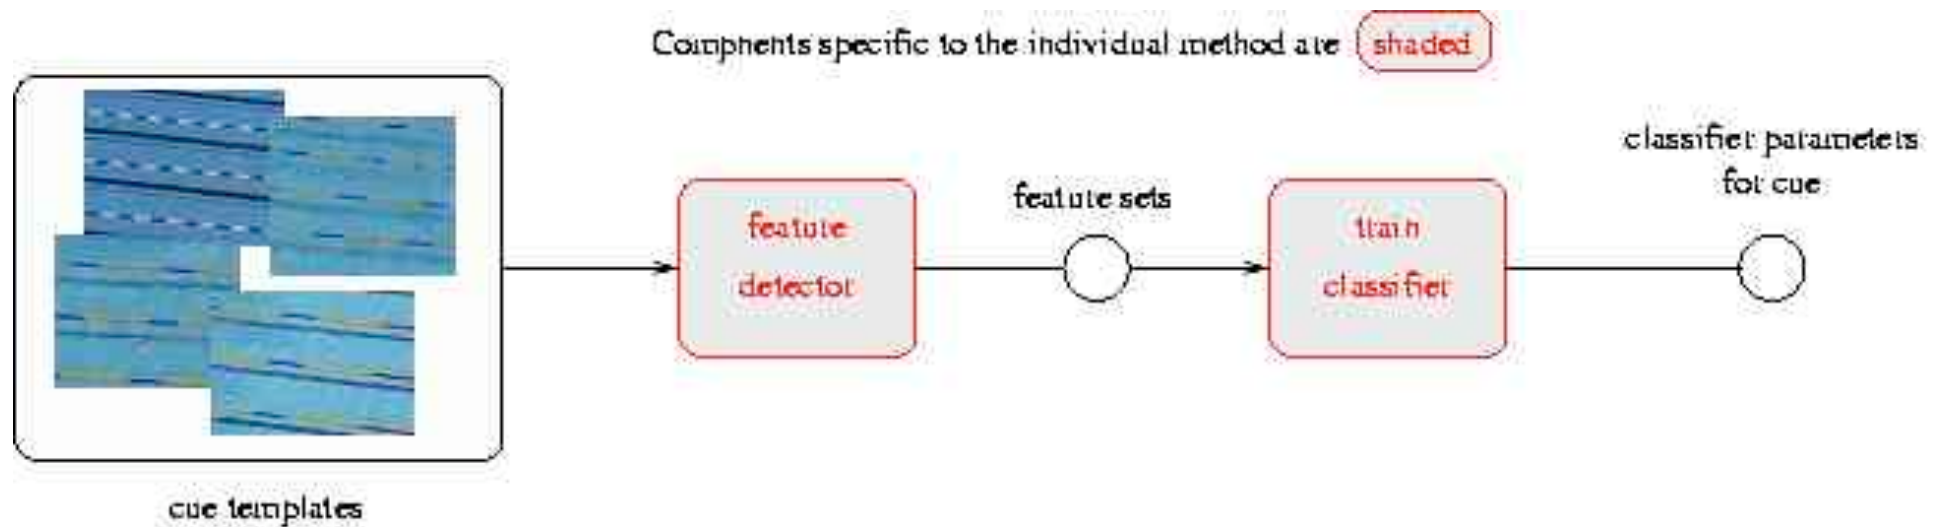 Compnents specific to the individual method are shaded
classifier parameters
for cue
feature sets
feature
detector
train
classifier
cue templates